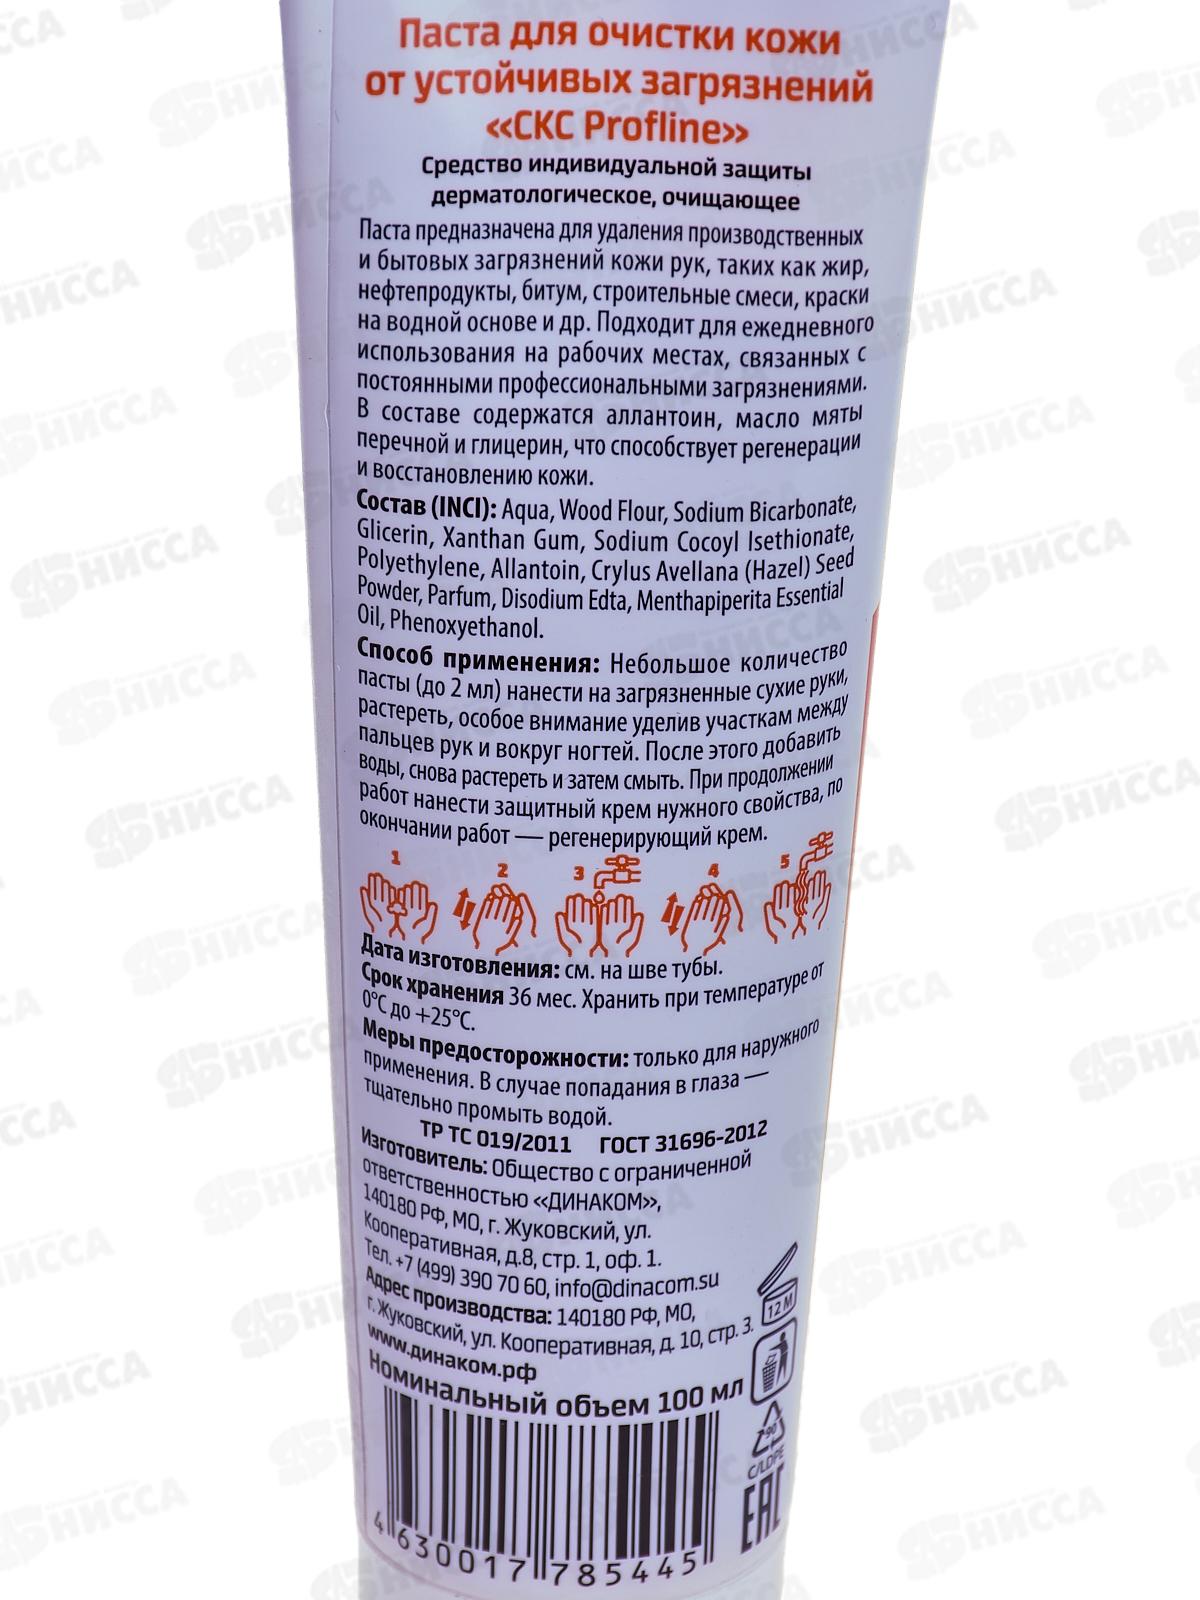 Паста для очистки кожи
от устойчивых загрязнений
«СКС Profline»
Средство индивидуальной защиты
дерматологическое, очищающее
Паста предназначена для удаления производственных
и бытовых загрязнений кожи рук, таких как жир,
нефтепродукты, битум, строительные смеси, краски
на водной основе и др. Подходит для ежедневного
использования на рабочих местах, связанных с
постоянными профессиональными загрязнениями.
В составе содержатся аллантоин, масло мяты
перечной и глицерин, что способствует регенерации
и восстановлению кожи.
Состав (INCI): Aqua, Wood Flour, Sodium Bicarbonate,
Glicerin, Xanthan Gum, Sodium Cocoyl Isethionate,
Polyethylene, Allantoin, Crylus Avellana (Hazel) Seed
Powder, Parfum, Disodium Edta, Menthapiperita Essential
Oil, Phenoxyethanol.
Способ применения: Небольшое количество
пасты (до 2 мл) нанести на загрязненные сухие руки,
растереть, особое внимание уделив участкам между
пальцев рук и вокруг ногтей. После этого добавить
воды, снова растереть и затем смыть. При продолжении
работ нанести защитный крем нужного свойства, по
окончании работ — регенерирующий крем.
1 2 3 4 5
Дата изготовления: см. на шве тубы.
Срок хранения 36 мес. Хранить при температуре от
0°С до +25°С.
Меры предосторожности: только для наружного
применения. В случае попадания в глаза —
тщательно промыть водой.
ТР ТС 019/2011 ГОСТ 31696-2012
Изготовитель: Общество с ограниченной
ответственностью «ДИНАКОМ»,
140180 РФ, МО, г. Жуковский, ул.
Кооперативная, д.8, стр. 1, оф. 1.
Тел. +7 (499) 390 70 60, info@dinacom.su
Адрес производства: 140180 РФ, МО,
г. Жуковский, ул. Кооперативная, д. 10, стр. 3.
www.динаком.рф
Номинальный объем 100 мл
12 M
90
C/LDPE
EAC
4 630017 785445
НИССА